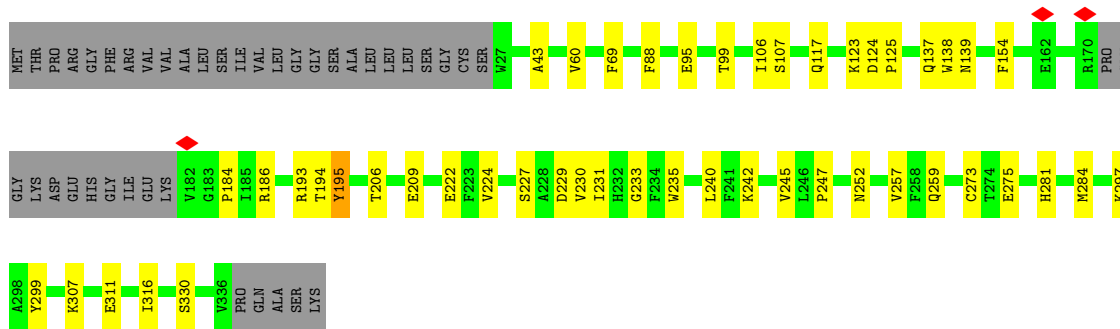 MET THR PRO ARG GLY PHE ARG VAL VAL ALA LEU SER ILE VAL LEU GLY GLY SER ALA LEU LEU LEU SER GLY CYS SER W27 A43 V60 F69 F88 E95 T99 I106 S107 Q117 K123 D124 P125 Q137 W138 N139 F154 E162 R170 PRO
GLY LYS ASP GLU HIS GLY ILE GLU LYS V182 G183 P184 I185 R186 R193 T194 Y195 T206 E209 E222 F223 V224 S227 A228 D229 V230 I231 H232 G233 F234 W235 L240 F241 K242 V245 L246 P247 N252 V257 F258 Q259 C273 T274 E275 H281 M284 K297
A298 Y299 K307 E311 I316 S330 V336 PRO GLN ALA SER LYS